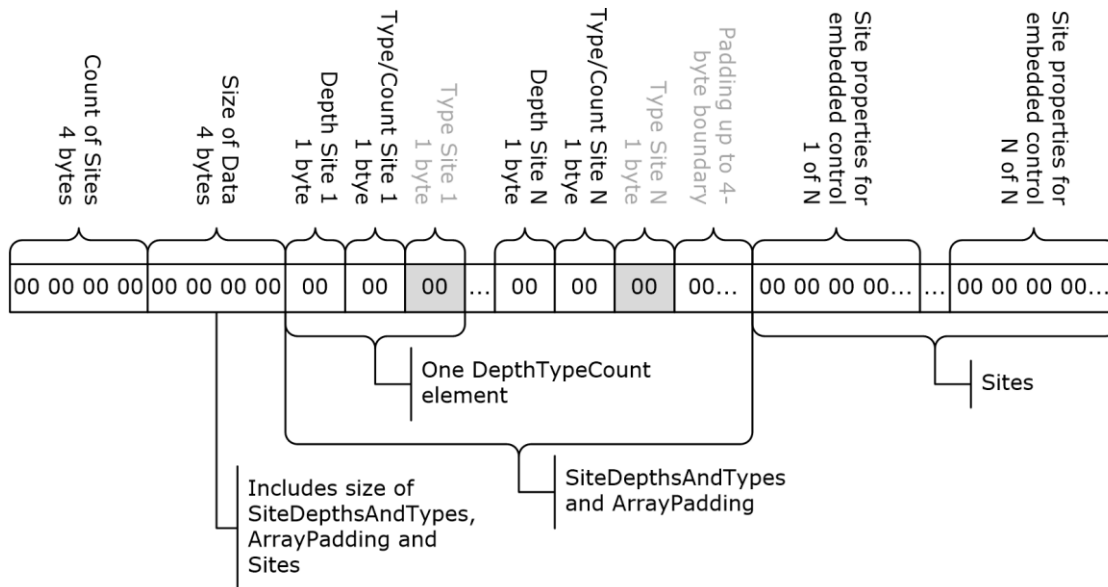 Count of Sites
4 bytes
Size of Data
4 bytes
Depth Site 1
1 byte
Type/Count Site 1
1 btye
Type Site 1
1 byte
Depth Site N
1 byte
Type/Count Site N
1 btye
Type Site N
1 byte
Padding up to 4-
byte boundary
Site properties for
embedded control
1 of N
Site properties for
embedded control
N of N
00 00 00 00 00 00 00 00 00 00 00 ... 00 00 00 00... 00 00 00 00... ... 00 00 00 00...
One DepthTypeCount
element
Sites
SiteDepthsAndTypes
and ArrayPadding
Includes size of
SiteDepthsAndTypes,
ArrayPadding and
Sites